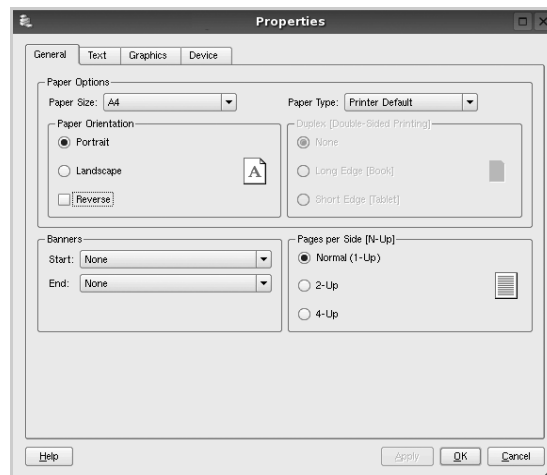 Properties
General Text Graphics Device
Paper Options
Paper Size: A4
Paper Type: Printer Default
Paper Orientation
Portrait
Landscape
Reverse
A
Duplex [Double-Sided Printing]
None
Long Edge [Book]
Short Edge [Tablet]
Banners
Start: None
End: None
Pages per Side [N-Up]
Normal (1-Up)
2-Up
4-Up
Help Apply OK Cancel